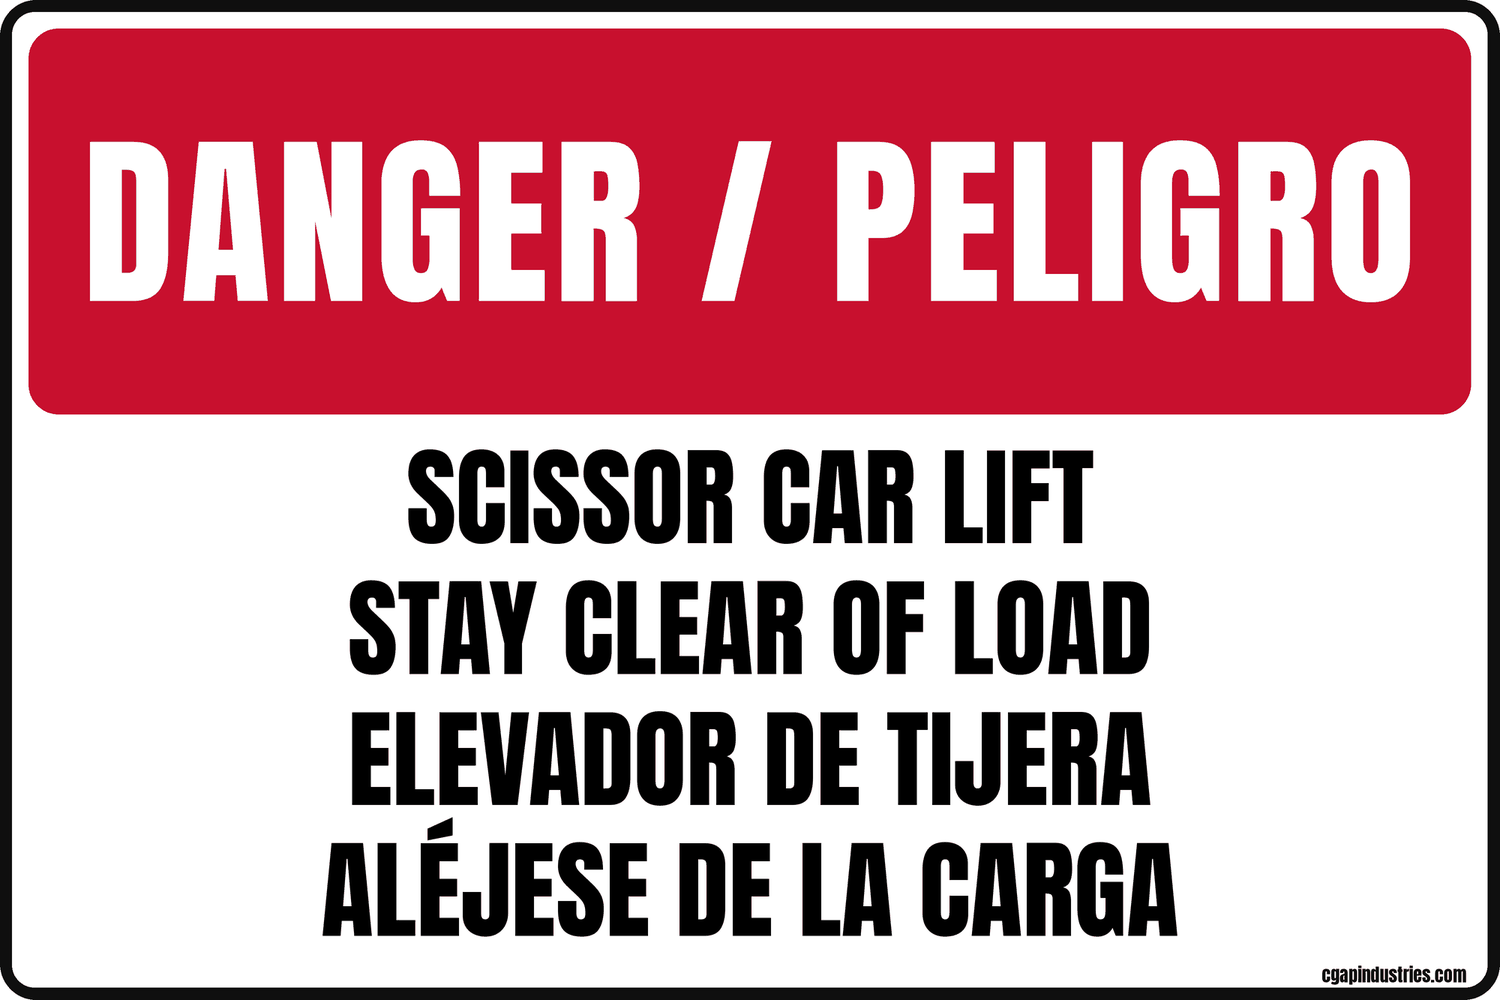 DANGER / PELIGRO
SCISSOR CAR LIFT
STAY CLEAR OF LOAD
ELEVADOR DE TIJERA
ALÉJESE DE LA CARGA
cgapindustries.com